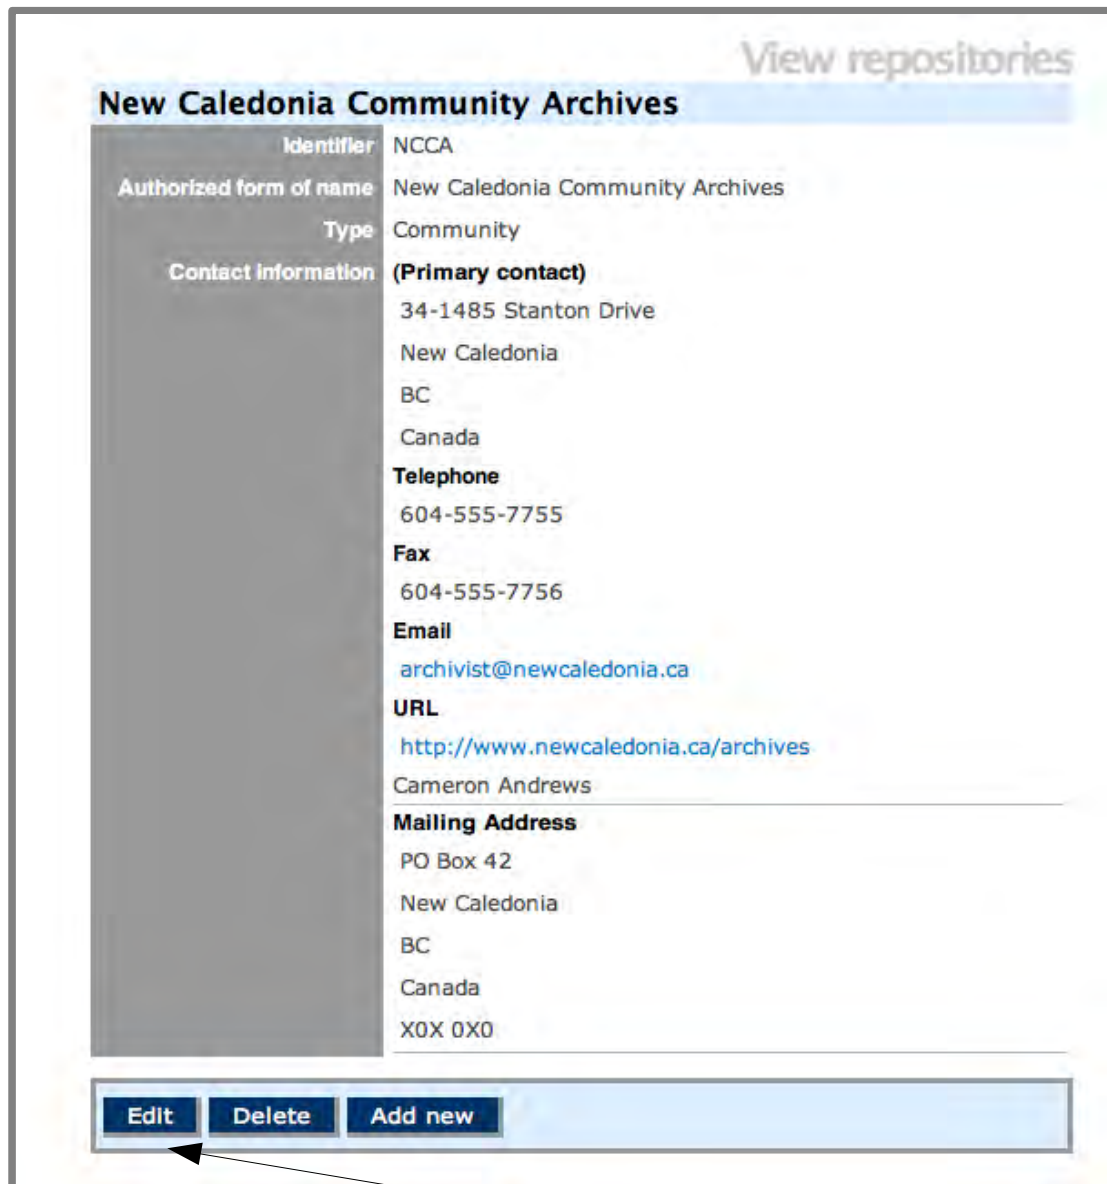 View repositories
New Caledonia Community Archives
Identifier NCCA
Authorized form of name New Caledonia Community Archives
Type Community
Contact information (Primary contact)
34-1485 Stanton Drive
New Caledonia
BC
Canada
Telephone
604-555-7755
Fax
604-555-7756
Email
archivist@newcaledonia.ca
URL
http://www.newcaledonia.ca/archives
Cameron Andrews
Mailing Address
PO Box 42
New Caledonia
BC
Canada
X0X 0X0
Edit Delete Add new